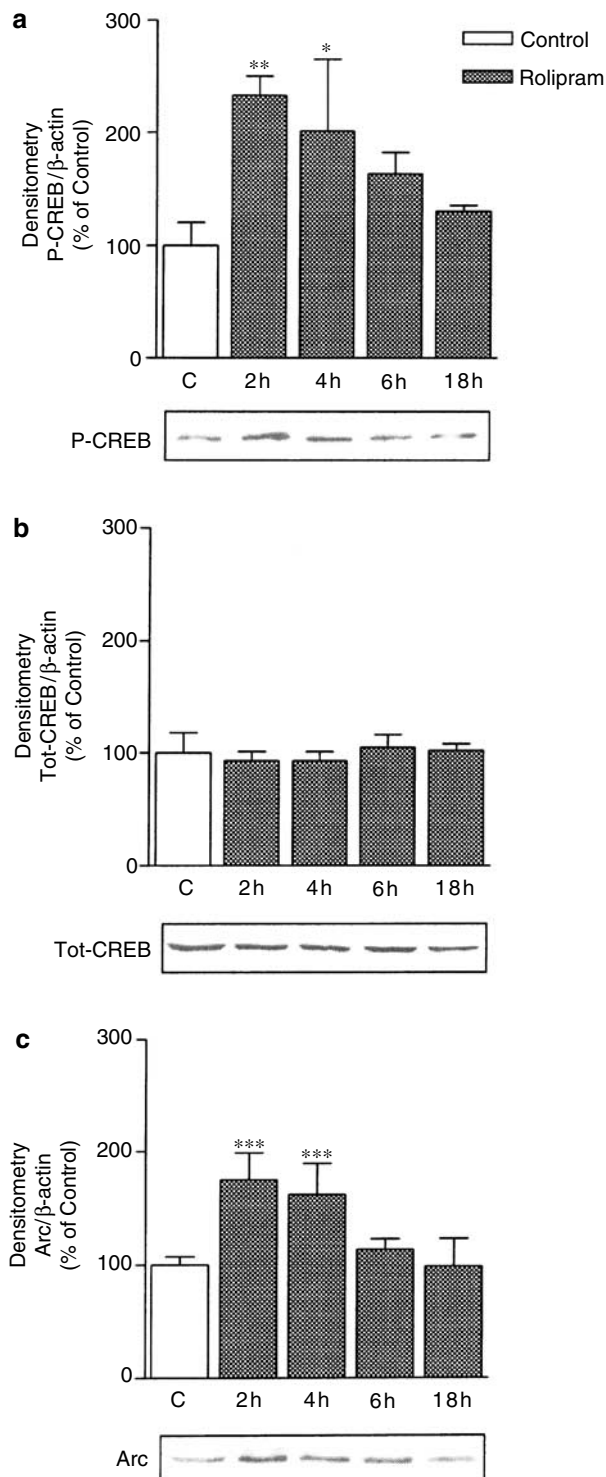 a
300
200
100
0
Densitometry
P-CREB/β-actin
(% of Control)
Control
Rolipram
**
*
C 2h 4h 6h 18h
P-CREB
b
300
200
100
0
Densitometry
Tot-CREB/β-actin
(% of Control)
C 2h 4h 6h 18h
Tot-CREB
c
300
200
100
0
Densitometry
Arc/β-actin
(% of Control)
*** ***
C 2h 4h 6h 18h
Arc